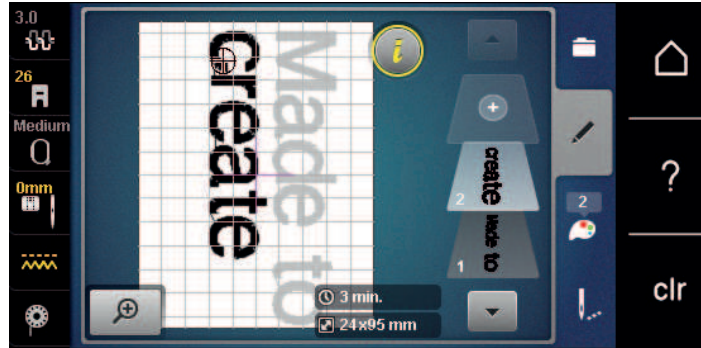 3.0
26
Medium
0mm
Made to
create
i
create
2
Made to
1
2
3 min.
24x95 mm
?
clr